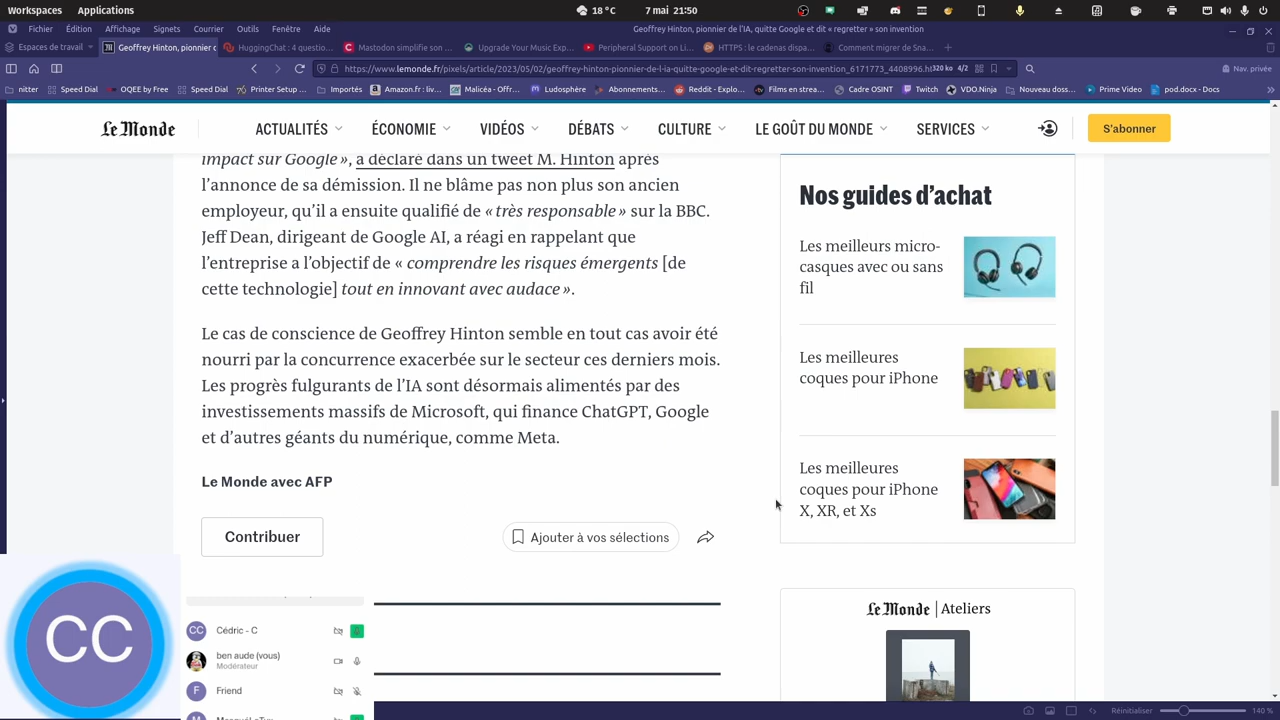 Workspaces
Applications
7 mai 21:03
Fichier
Édition
Affichage
Signets
Courrier
Outils
Fenêtre
Aide
Geoffrey Hinton, pionnier de l'IA, quitte Google et dit « regretter » son invention
Espaces de travail
Geoffrey Hinton, pionnier d
HuggingChat : 4 questio...
Mastodon simplifie son ...
Upgrade Your Music Exp...
Peripheral Support on Li...
HTTPS : le cadenas dispa...
Comment migrer de Sna...
https://www.lemonde.fr/pixels/article/2023/05/02/geoffrey-hinton-pionnier-de-l-ia-quitte-google-et-dit-regretter-son-invention_6171773_4408996.ht
320 ko 4/2
Nav. privée
nitter
Speed Dial
OQEE by Free
Speed Dial
Printer Setup ...
Importés
Amazon.fr: livr...
Malicéa - Offr...
Ludosphère
Abonnements...
Reddit - Explo...
Films en strea...
Cadre OSINT
Twitch
Nouveau doss...
Prime Video
pod.docx - Docs
Le Monde
ACTUALITÉS
ÉCONOMIE
VIDÉOS
DÉBATS
CULTURE
LE GOÛT DU MONDE
SERVICES
S'abonner
impact sur Google », a déclaré dans un tweet M. Hinton après
l'annonce de sa démission. Il ne blâme pas non plus son ancien
employeur, qu'il a ensuite qualifié de « très responsable » sur la BBC.
Jeff Dean, dirigeant de Google AI, a réagi en rappelant que
l'entreprise a l'objectif de « comprendre les risques émergents [de
cette technologie] tout en innovant avec audace ».
Le cas de conscience de Geoffrey Hinton semble en tout cas avoir été
nourri par la concurrence exacerbée sur le secteur ces derniers mois.
Les progrès fulgurants de l'IA sont désormais alimentés par des
investissements massifs de Microsoft, qui finance ChatGPT, Google
et d'autres géants du numérique, comme Meta.
Le Monde avec AFP
Contribuer
Ajouter à vos sélections
Nos guides d'achat
Les meilleurs micro-
casques avec ou sans
fil
Les meilleures
coques pour iPhone
Les meilleures
coques pour iPhone
X, XR, et Xs
Le Monde | Ateliers
CC
CC
Cédric - C
ben aude (vous)
Modérateur
F
Friend
Réinitialiser
140 %